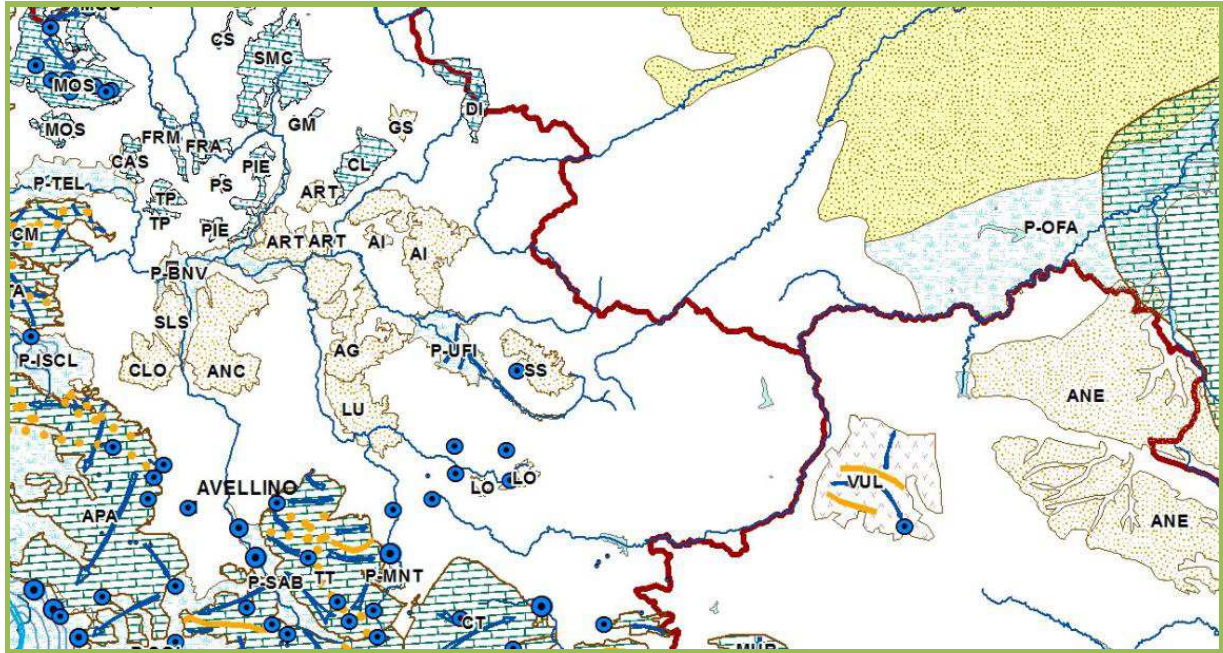 MOS
CS
SMC
MOS
DI
MOS
GM
GS
FRM
FRA
CAS
PIE
CL
P-TEL
PS
ART
TP
TP
PIE
CM
ART
ART
AI
AI
P-OFA
P-BNV
TA
SLS
AG
P-UFI
P-ISCL
CLO
ANC
SS
LU
ANE
LO
LO
VUL
AVELLINO
APA
ANE
P-SAB
TT
P-MNT
CT